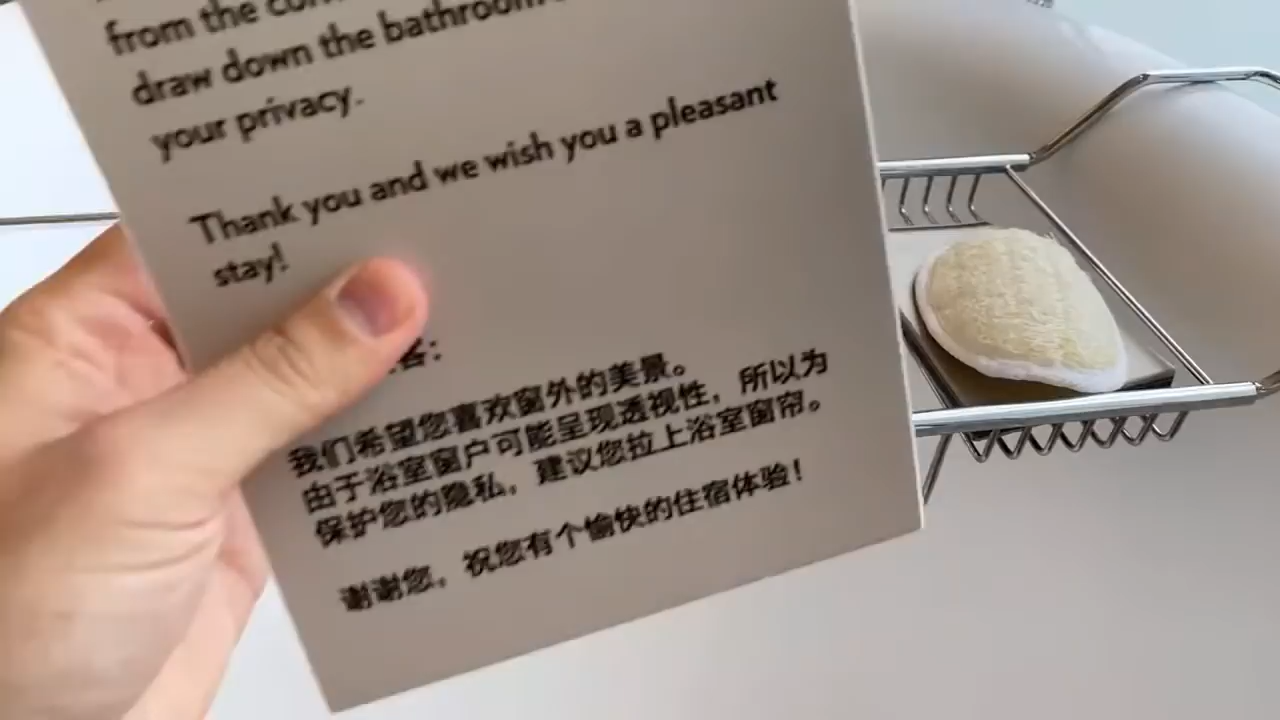 from the
draw down the bathroom
your privacy.
Thank you and we wish you a pleasant
stay!
客：
我们希望您喜欢窗外的美景。
由于浴室窗户可能呈现透视性，所以为
保护您的隐私，建议您拉上浴室窗帘。
谢谢您，祝您有个愉快的住宿体验！